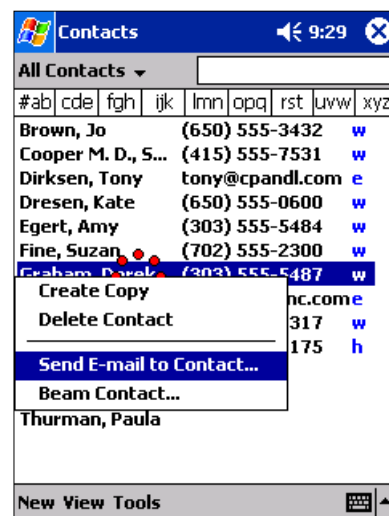 Contacts 9:29
All Contacts
#ab cde fgh ijk lmn opq rst uvw xyz
Brown, Jo (650) 555-3432 w
Cooper M. D., S... (415) 555-7531 w
Dirksen, Tony tony@cpandl.com e
Dresen, Kate (650) 555-0600 w
Egert, Amy (303) 555-5484 w
Fine, Suzan (702) 555-2300 w
Graham, Derek (303) 555-5487 w
Create Copy nc.com e
Delete Contact 317 w
175 h
Send E-mail to Contact...
Beam Contact...
Thurman, Paula
New View Tools